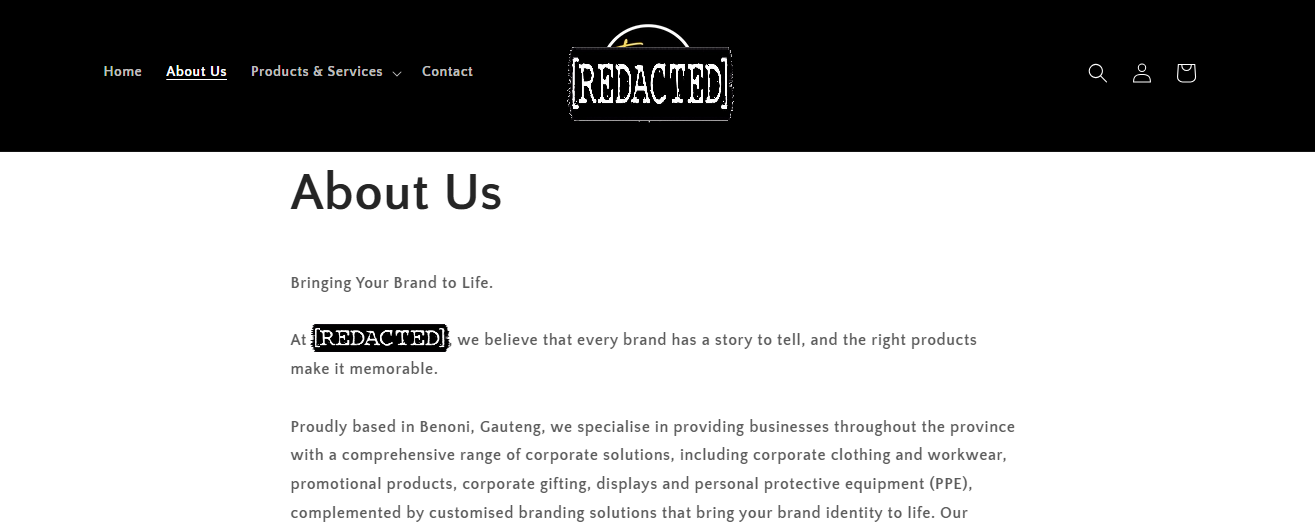 Home About Us Products & Services Contact
[REDACTED]
About Us
Bringing Your Brand to Life.
At [REDACTED], we believe that every brand has a story to tell, and the right products
make it memorable.
Proudly based in Benoni, Gauteng, we specialise in providing businesses throughout the province
with a comprehensive range of corporate solutions, including corporate clothing and workwear,
promotional products, corporate gifting, displays and personal protective equipment (PPE),
complemented by customised branding solutions that bring your brand identity to life. Our